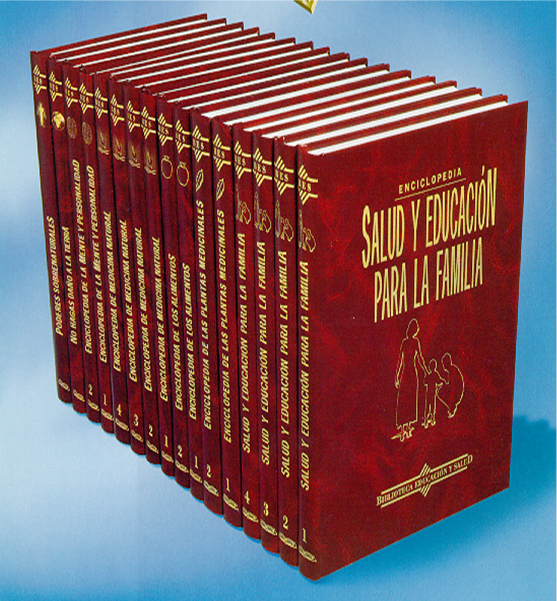 PODERES SOBRENATURALES
NO HAGAS DAÑO A LA TIERRA
ENCICLOPEDIA DE LA MENTE Y PERSONALIDAD 2
ENCICLOPEDIA DE LA MENTE Y PERSONALIDAD 1
ENCICLOPEDIA DE MEDICINA NATURAL 4
ENCICLOPEDIA DE MEDICINA NATURAL 3
ENCICLOPEDIA DE MEDICINA NATURAL 2
ENCICLOPEDIA DE MEDICINA NATURAL 1
ENCICLOPEDIA DE LOS ALIMENTOS 2
ENCICLOPEDIA DE LOS ALIMENTOS 1
ENCICLOPEDIA DE LAS PLANTAS MEDICINALES 2
ENCICLOPEDIA DE LAS PLANTAS MEDICINALES 1
SALUD Y EDUCACIÓN PARA LA FAMILIA 4
SALUD Y EDUCACIÓN PARA LA FAMILIA 3
SALUD Y EDUCACIÓN PARA LA FAMILIA 2
SALUD Y EDUCACIÓN PARA LA FAMILIA 1
ENCICLOPEDIA
SALUD Y EDUCACIÓN
PARA LA FAMILIA
BIBLIOTECA EDUCACIÓN Y SALUD